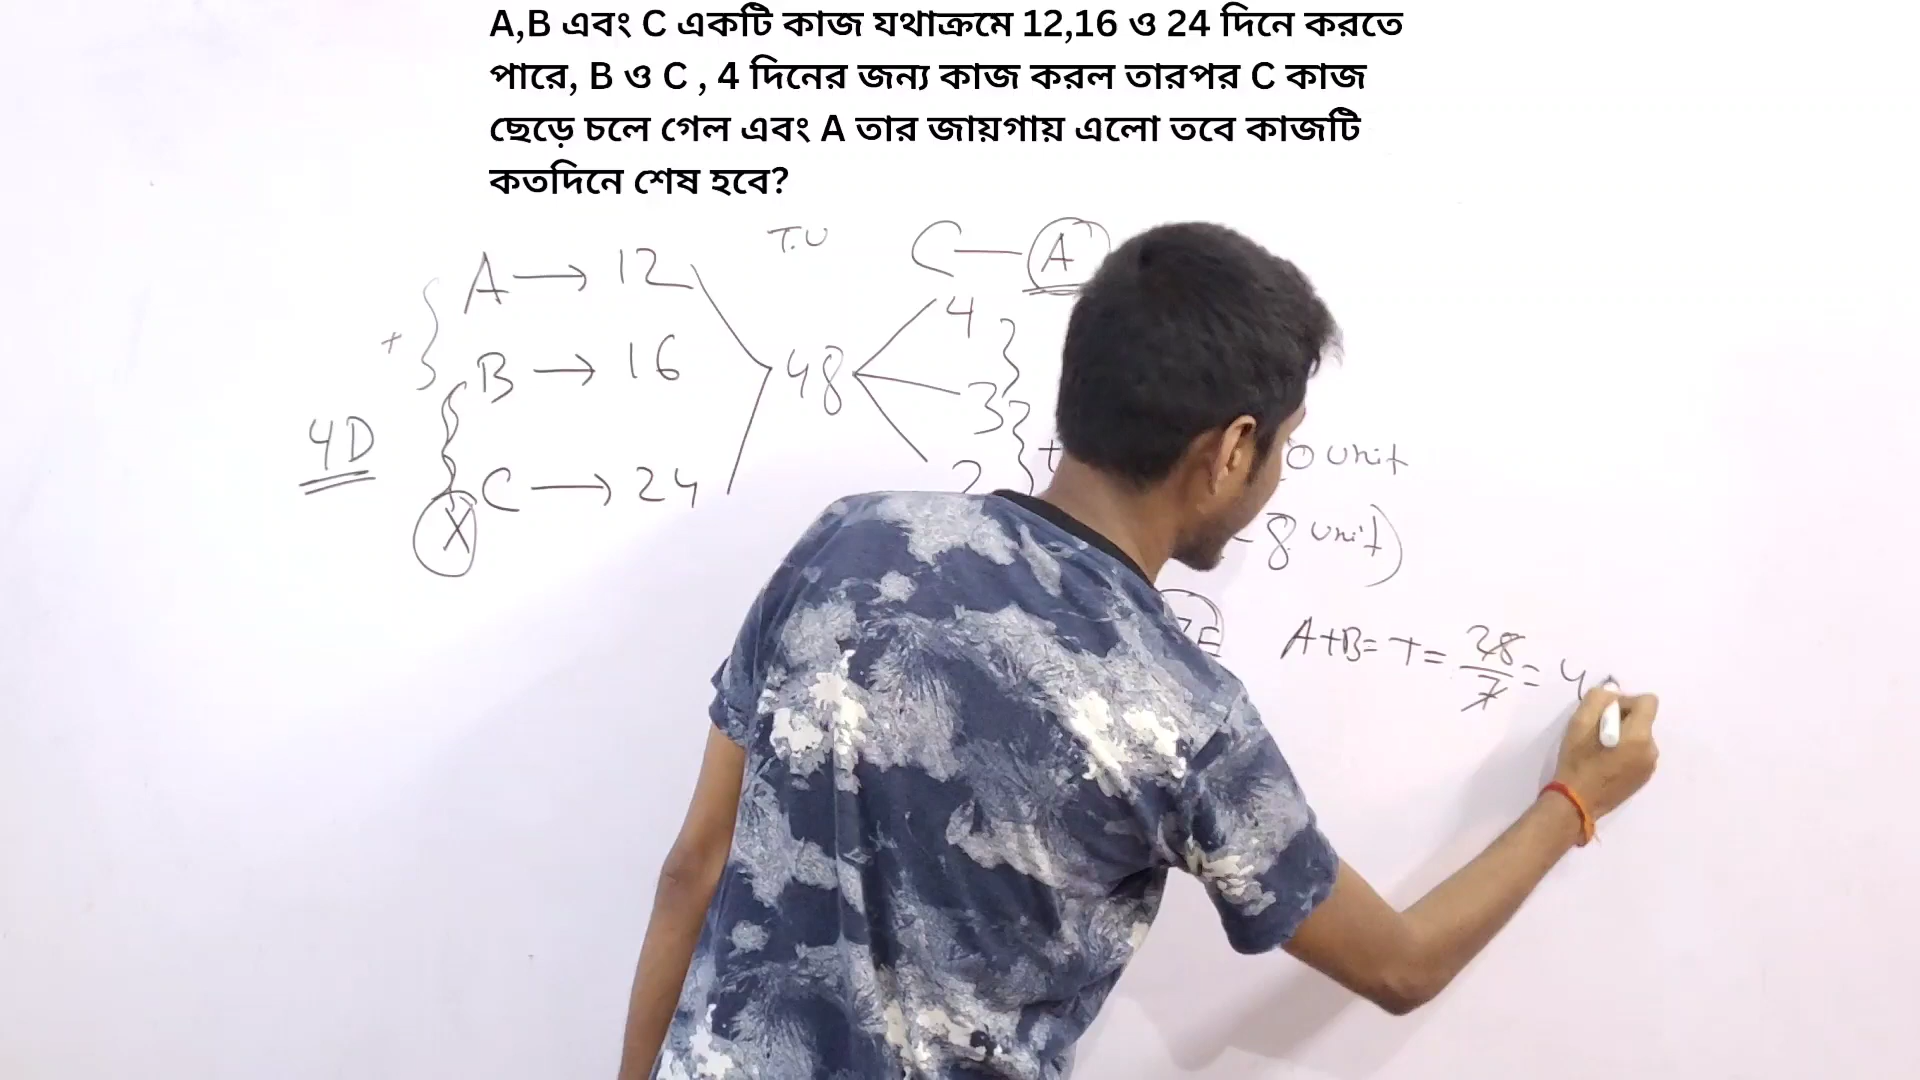 A,B এবং C একটি কাজ যথাক্রমে 12,16 ও 24 দিনে করতে
পারে, B ও C , 4 দিনের জন্য কাজ করল তারপর C কাজ
ছেড়ে চলে গেল এবং A তার জায়গায় এলো তবে কাজটি
কতদিনে শেষ হবে?
T.U
C — A
A → 12
4
+
B → 16
48
3
4D
+
0 unit
C → 24
2
X
- 8 unit)
A+B= 7 = 28/7 = 4